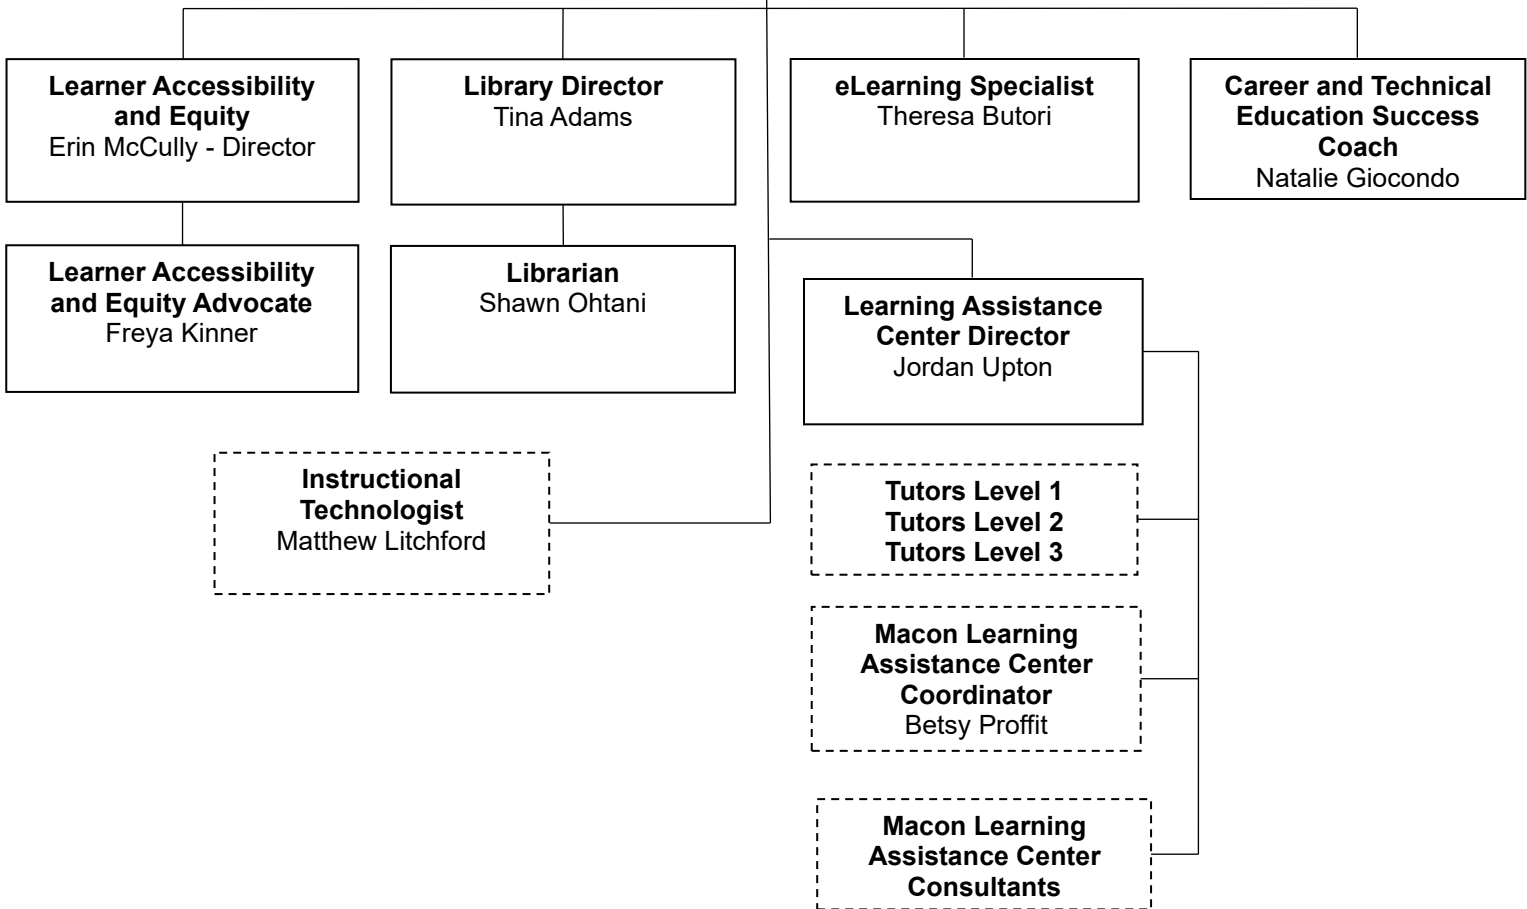 Learner Accessibility
and Equity
Erin McCully - Director
Library Director
Tina Adams
eLearning Specialist
Theresa Butori
Career and Technical
Education Success
Coach
Natalie Giocondo
Learner Accessibility
and Equity Advocate
Freya Kinner
Librarian
Shawn Ohtani
Learning Assistance
Center Director
Jordan Upton
Instructional
Technologist
Matthew Litchford
Tutors Level 1
Tutors Level 2
Tutors Level 3
Macon Learning
Assistance Center
Coordinator
Betsy Proffit
Macon Learning
Assistance Center
Consultants